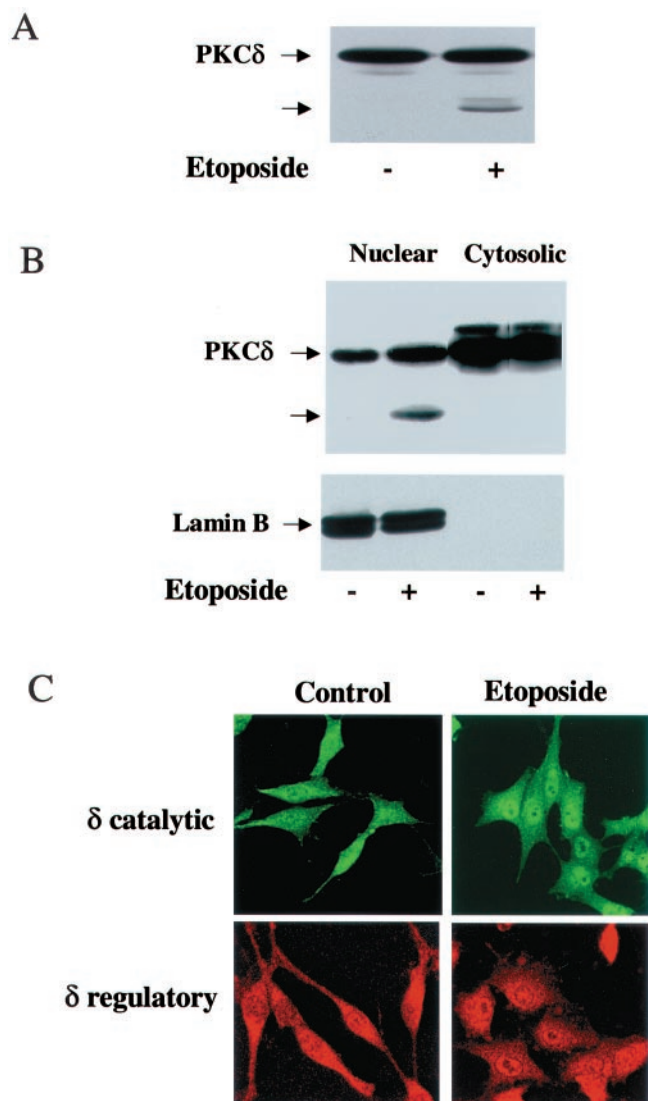 A
PKCδ
Etoposide - +
B
Nuclear Cytosolic
PKCδ
Lamin B
Etoposide - + - +
C
Control Etoposide
δ catalytic
δ regulatory